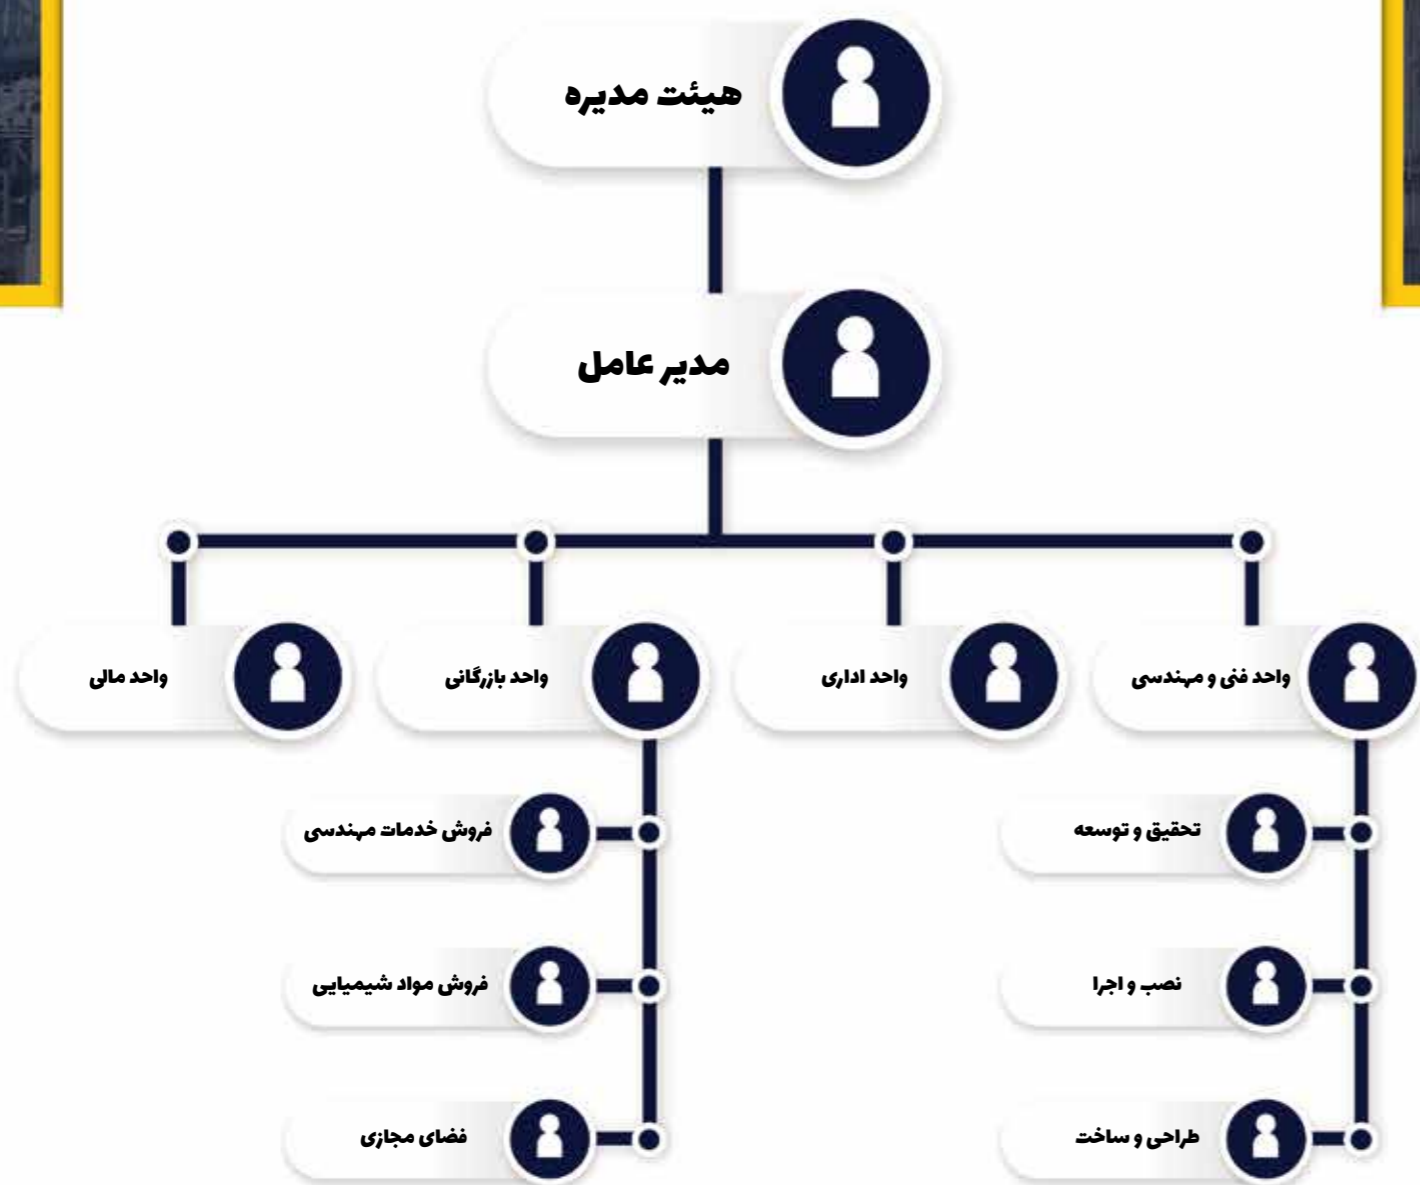 هیئت مدیره
مدیر عامل
واحد فنی و مهندسی
واحد اداری
واحد بازرگانی
واحد مالی
تحقیق و توسعه
نصب و اجرا
طراحی و ساخت
فروش خدمات مهندسی
فروش مواد شیمیایی
فضای مجازی